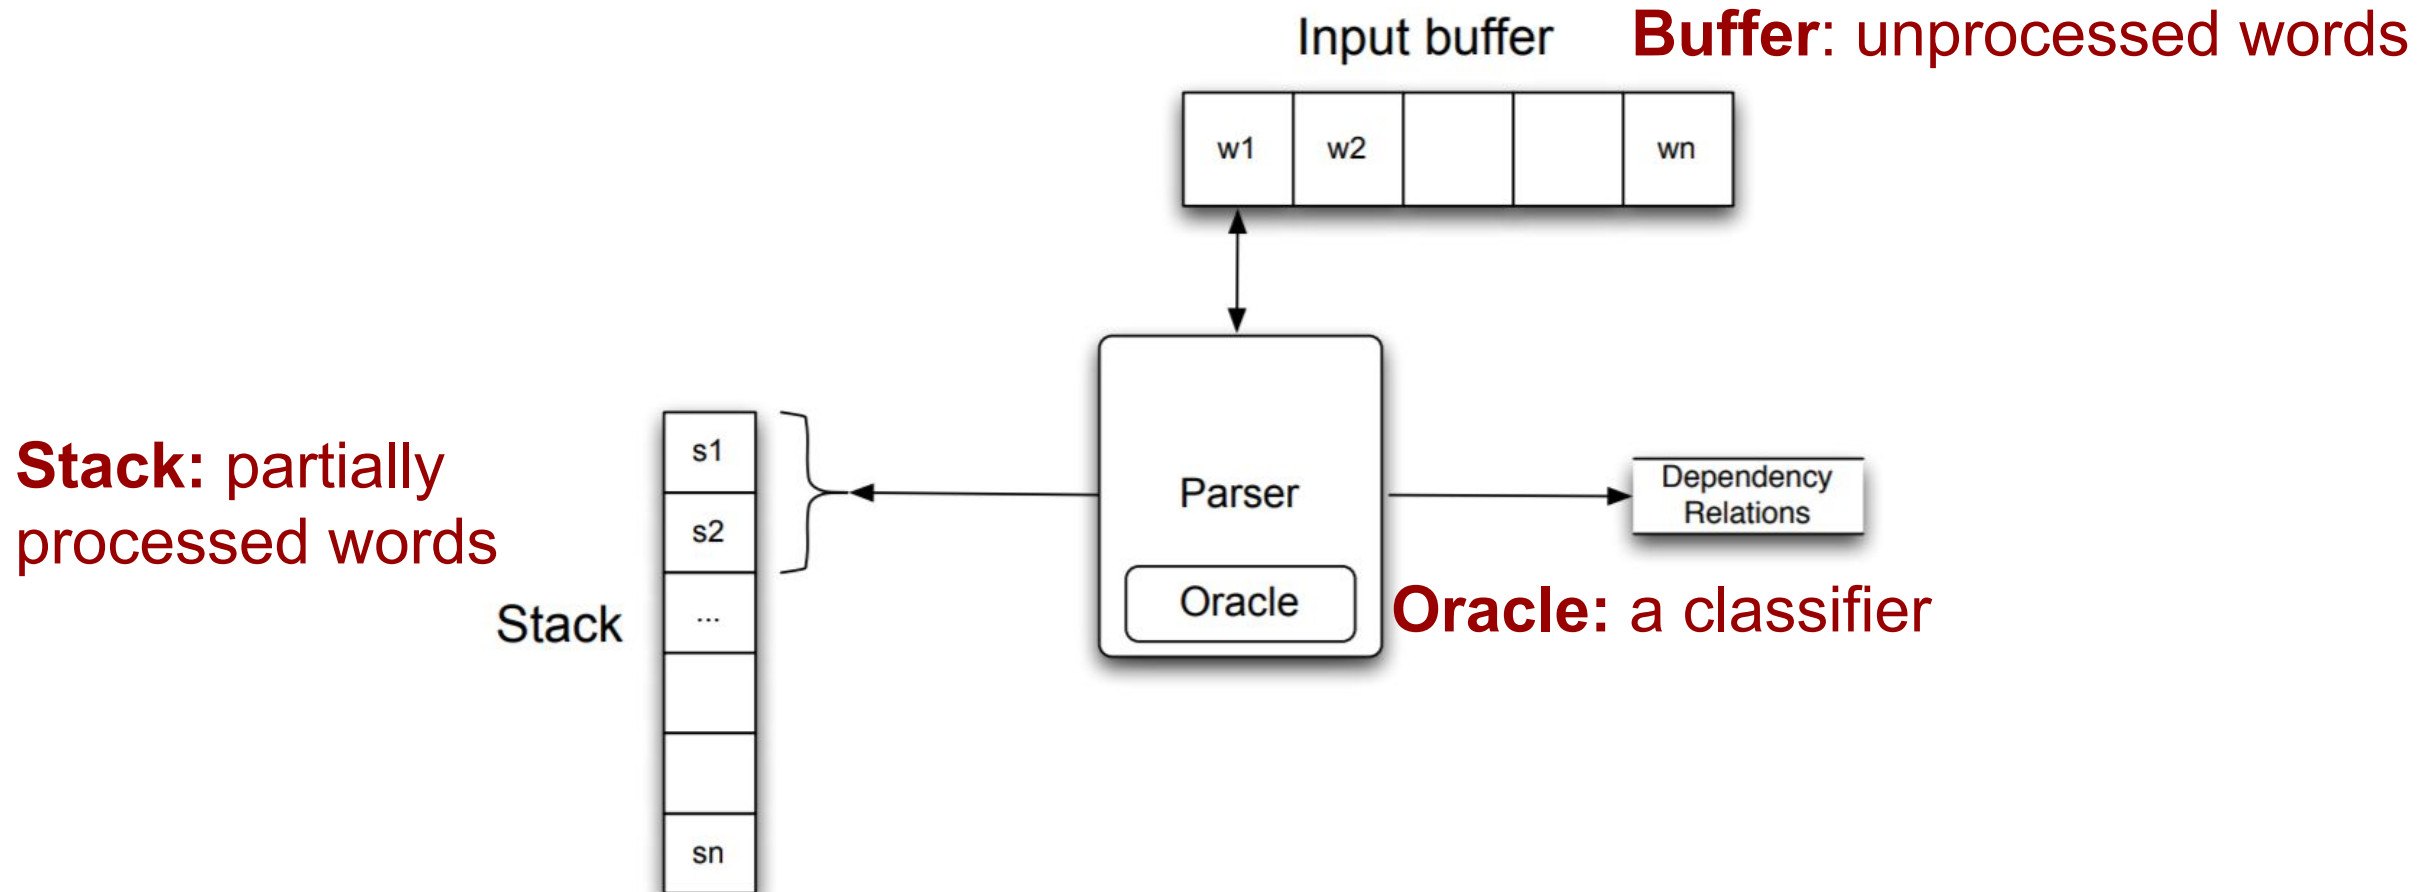 Input buffer
Buffer: unprocessed words
w1 w2 wn
Stack: partially
processed words
Stack
s1
s2
...
sn
Parser
Oracle
Dependency
Relations
Oracle: a classifier